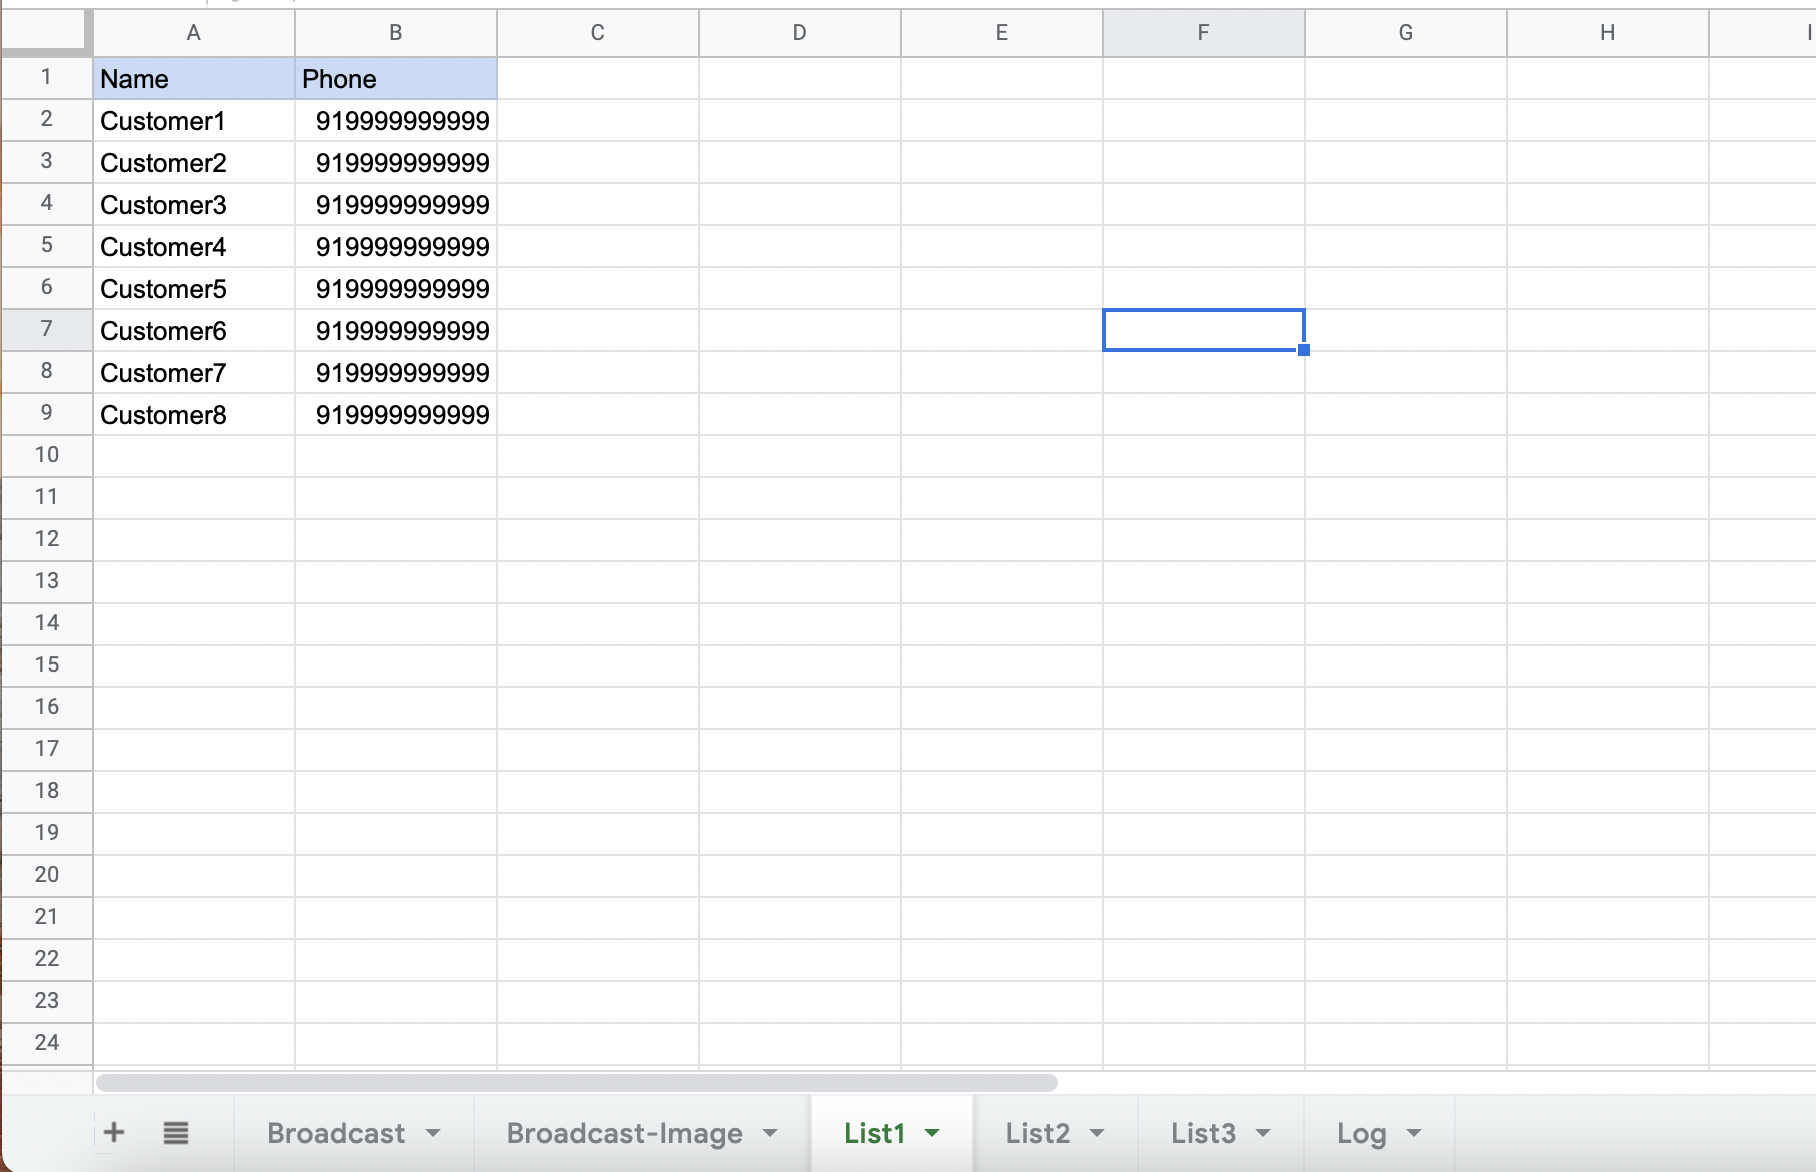 A B C D E F G H I
1 Name Phone
2 Customer1 919999999999
3 Customer2 919999999999
4 Customer3 919999999999
5 Customer4 919999999999
6 Customer5 919999999999
7 Customer6 919999999999
8 Customer7 919999999999
9 Customer8 919999999999
10
11
12
13
14
15
16
17
18
19
20
21
22
23
24
+ Broadcast Broadcast-Image List1 List2 List3 Log